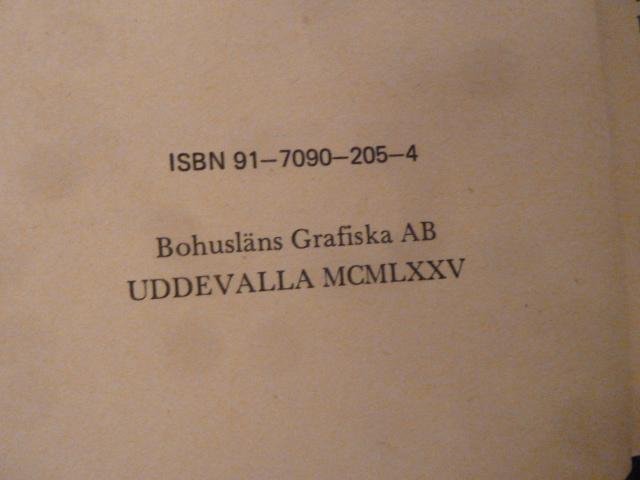 ISBN 91–7090–205–4
Bohusläns Grafiska AB
UDDEVALLA MCMLXXV